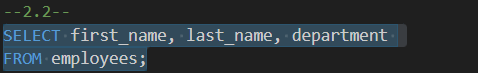 --2.2--
SELECT first_name, last_name, department
FROM employees;